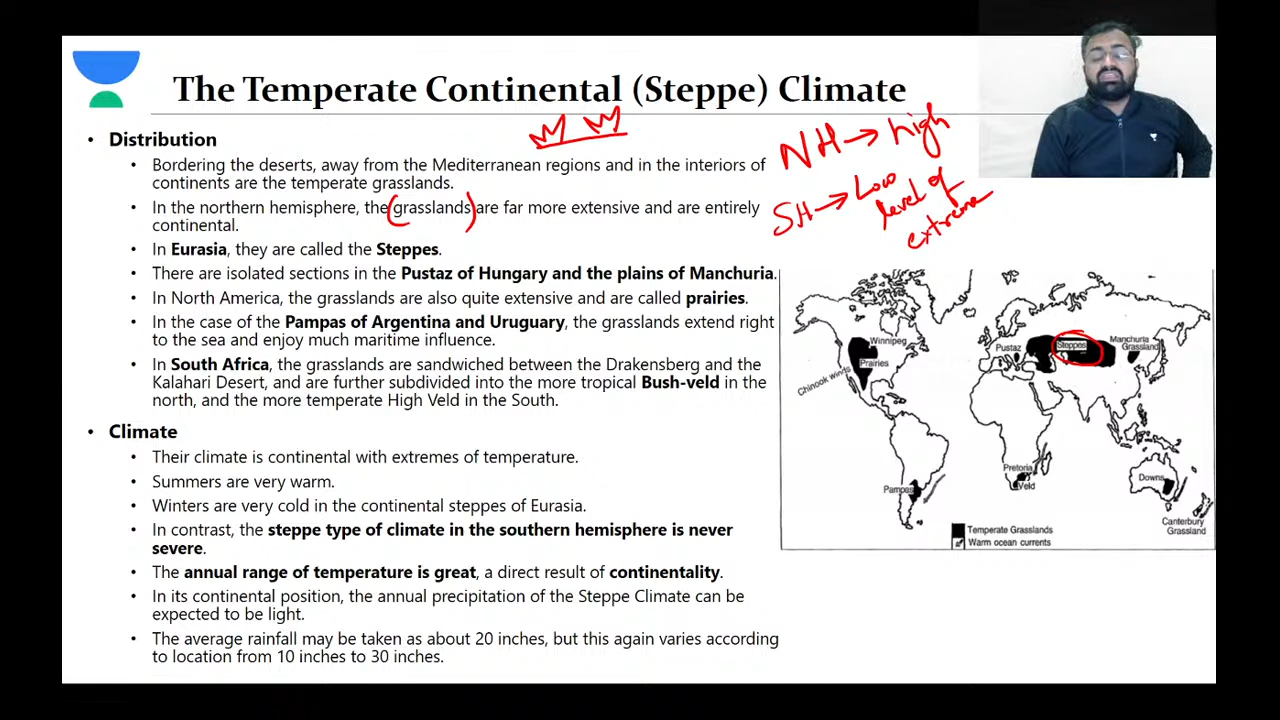 The Temperate Continental (Steppe) Climate
• Distribution
• Bordering the deserts, away from the Mediterranean regions and in the interiors of
continents are the temperate grasslands.
• In the northern hemisphere, the (grasslands) are far more extensive and are entirely
continental.
• In Eurasia, they are called the Steppes.
• There are isolated sections in the Pustaz of Hungary and the plains of Manchuria.
• In North America, the grasslands are also quite extensive and are called prairies.
• In the case of the Pampas of Argentina and Uruguay, the grasslands extend right
to the sea and enjoy much maritime influence.
• In South Africa, the grasslands are sandwiched between the Drakensberg and the
Kalahari Desert, and are further subdivided into the more tropical Bush-veld in the
north, and the more temperate High Veld in the South.
• Climate
• Their climate is continental with extremes of temperature.
• Summers are very warm.
• Winters are very cold in the continental steppes of Eurasia.
• In contrast, the steppe type of climate in the southern hemisphere is never
severe.
• The annual range of temperature is great, a direct result of continentality.
• In its continental position, the annual precipitation of the Steppe Climate can be
expected to be light.
• The average rainfall may be taken as about 20 inches, but this again varies according
to location from 10 inches to 30 inches.
NH → high
SH → Low
level of
extreme
Winnipeg
Prairies
Chinook winds
Pustaz
Steppes
Manchuria
Grassland
Pampas
Pretoria
Veld
Downs
Canterbury
Grassland
Temperate Grasslands
Warm ocean currents